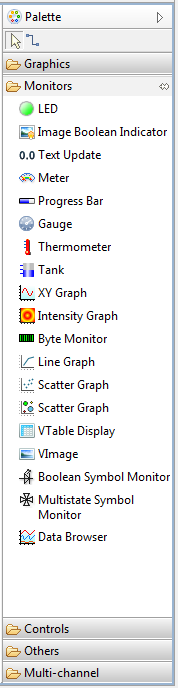 Palette
Graphics
Monitors
LED
Image Boolean Indicator
0.0 Text Update
Meter
Progress Bar
Gauge
Thermometer
Tank
XY Graph
Intensity Graph
Byte Monitor
Line Graph
Scatter Graph
Scatter Graph
VTable Display
VImage
Boolean Symbol Monitor
Multistate Symbol
Monitor
Data Browser
Controls
Others
Multi-channel